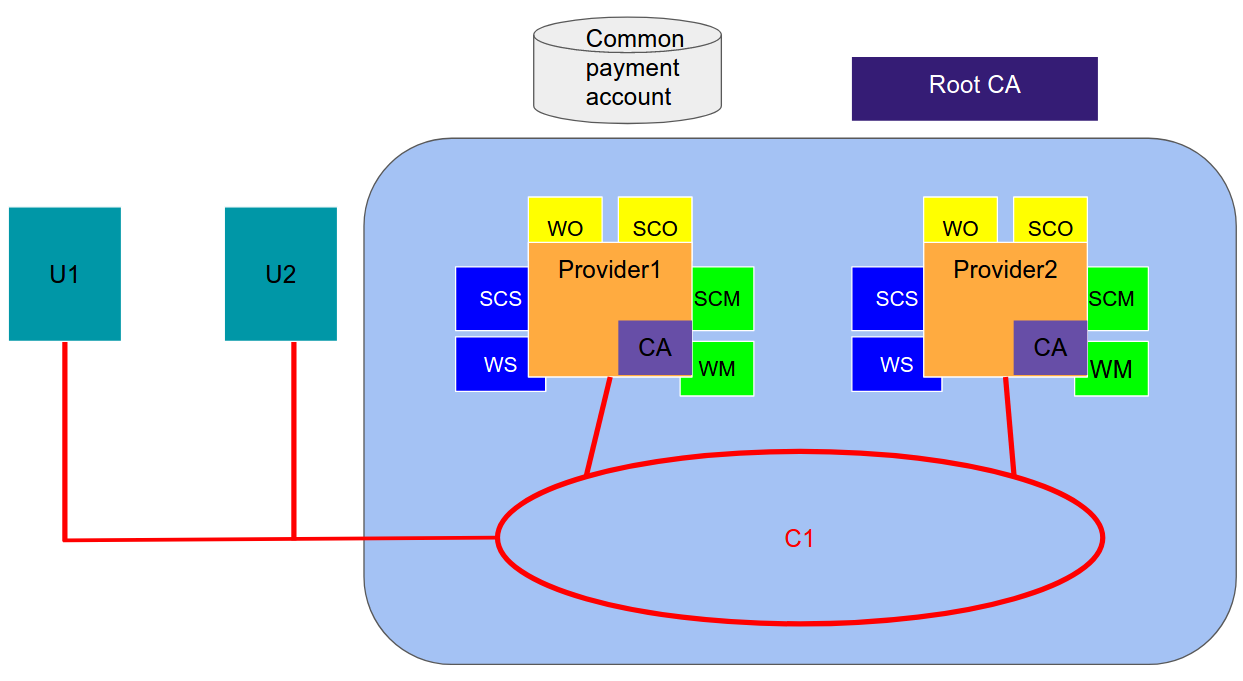 Common
payment
account
Root CA
U1
U2
WO
SCO
Provider1
SCS
SCM
CA
WS
WM
WO
SCO
Provider2
SCS
SCM
CA
WS
WM
C1